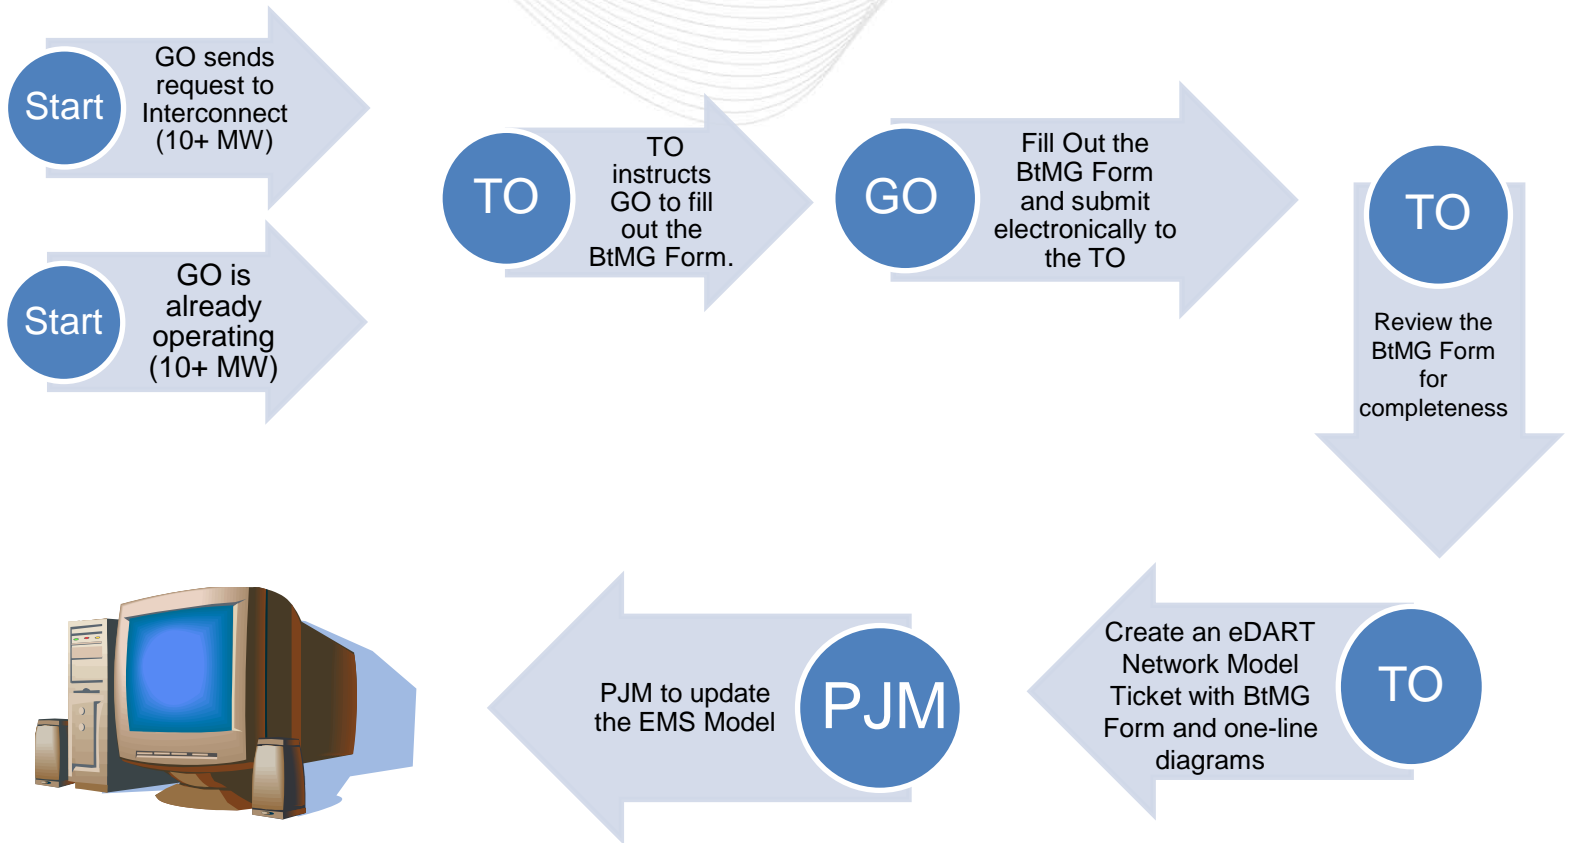 Start
GO sends
request to
Interconnect
(10+ MW)
Start
GO is
already
operating
(10+ MW)
TO
TO
instructs
GO to fill
out the
BtMG Form.
GO
Fill Out the
BtMG Form
and submit
electronically to
the TO
TO
Review the
BtMG Form
for
completeness
TO
Create an eDART
Network Model
Ticket with BtMG
Form and one-line
diagrams
PJM
PJM to update
the EMS Model